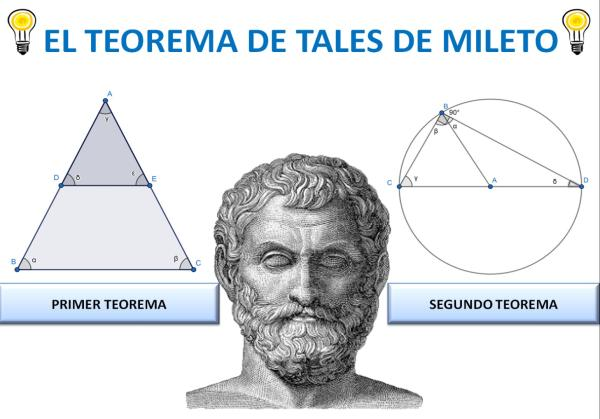 EL TEOREMA DE TALES DE MILETO
A
γ
D
δ
ε
E
B
α
β
C
B
90°
β
α
C
γ
A
δ
D
PRIMER TEOREMA
SEGUNDO TEOREMA